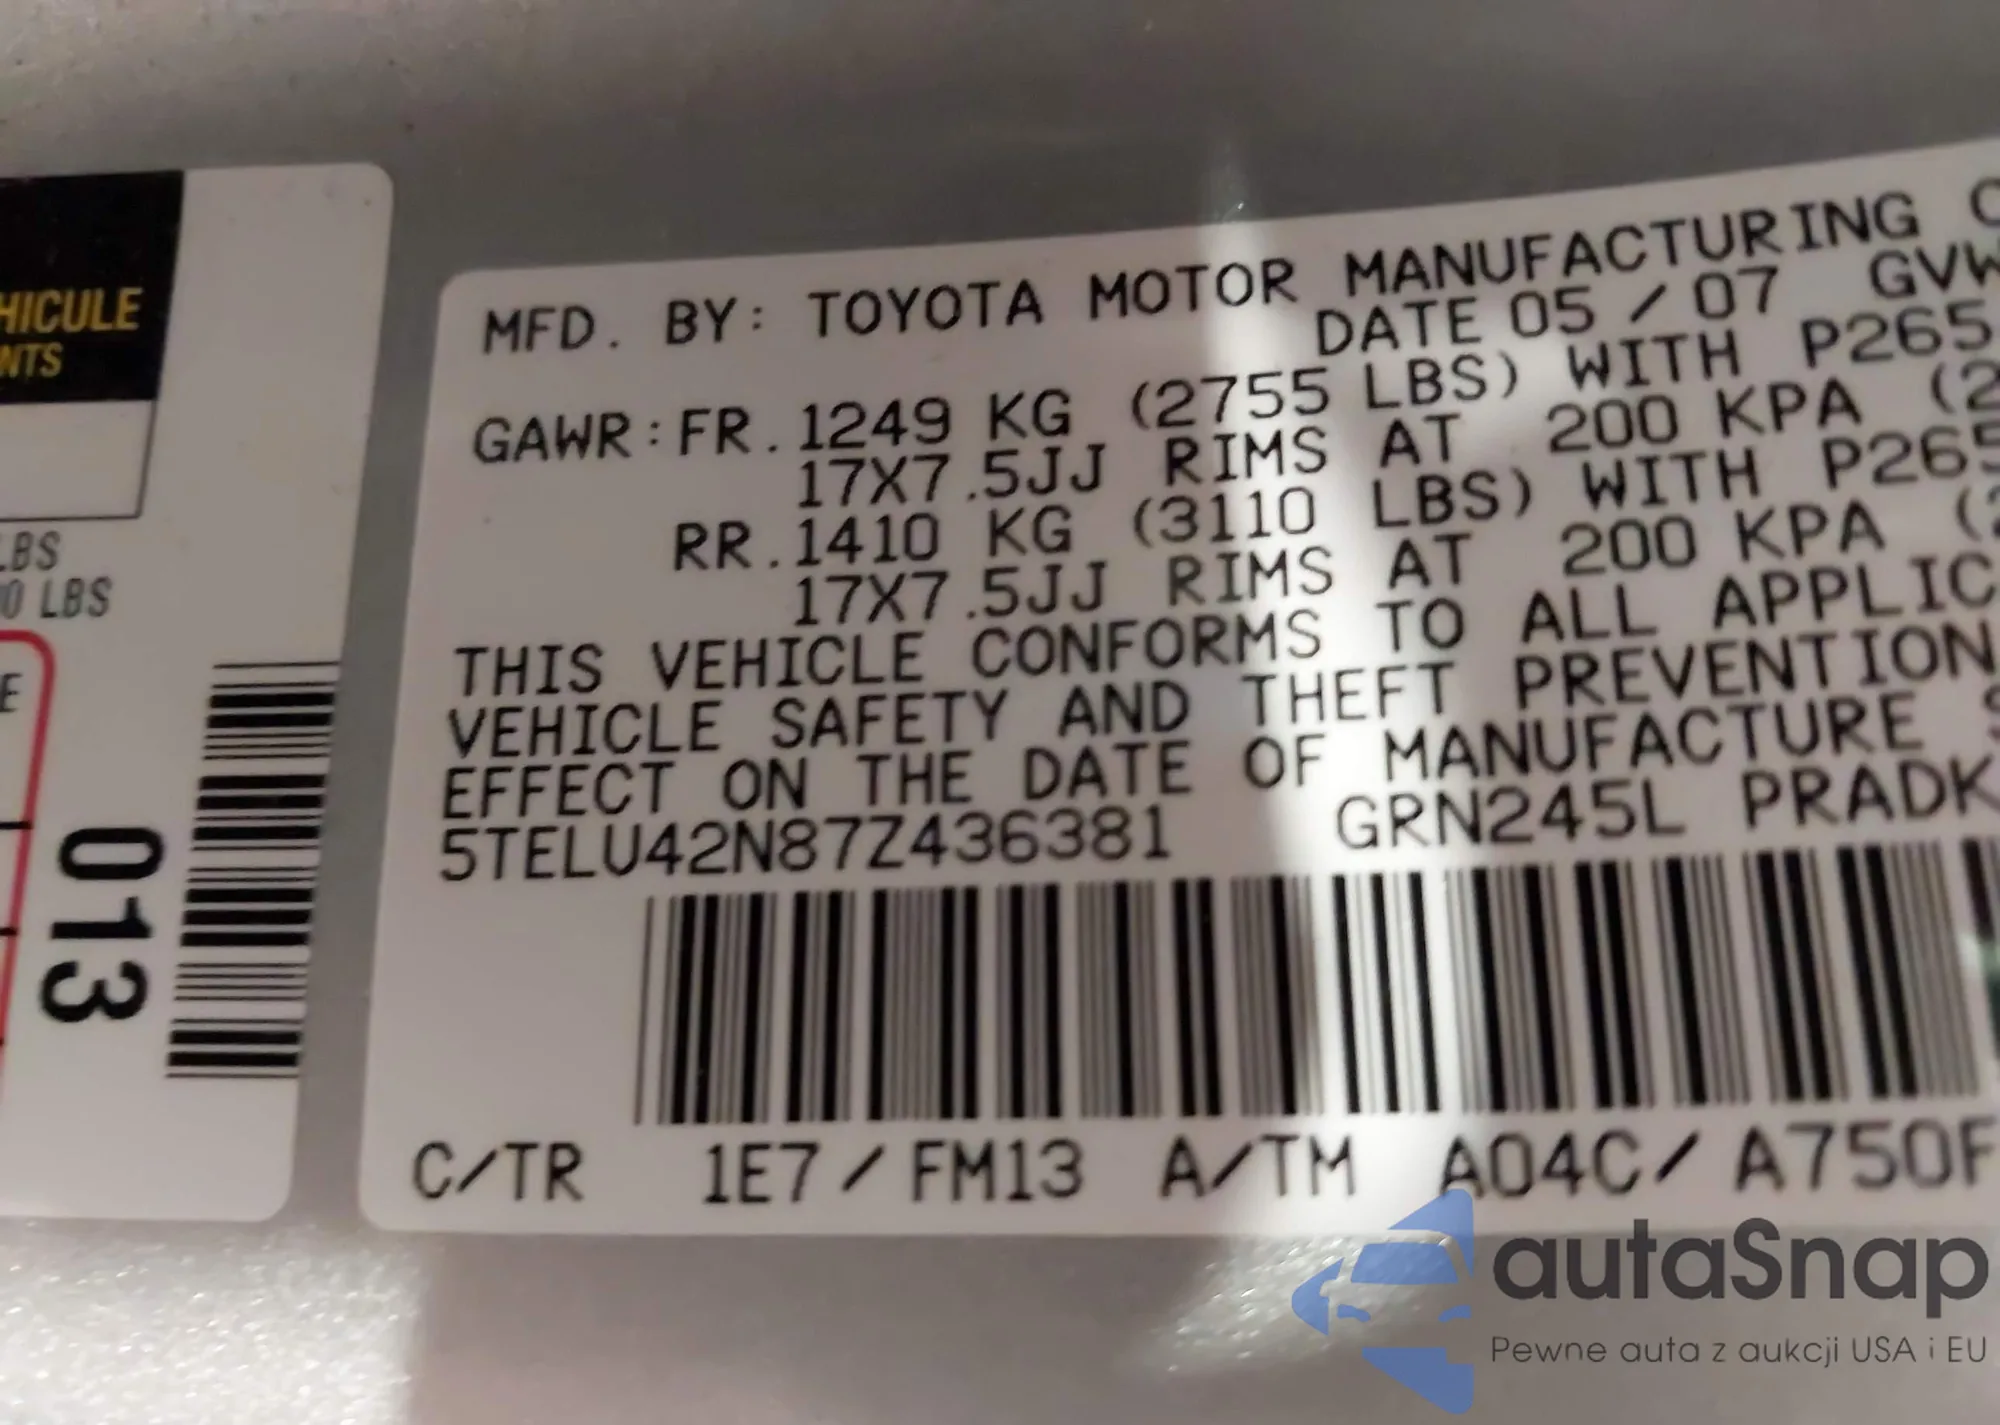 HICULE
NTS
LBS
0 LBS
E
013
MFD. BY: TOYOTA MOTOR MANUFACTURING C
DATE 05/07 GVW
GAWR:FR.1249 KG (2755 LBS) WITH P265
17X7.5JJ RIMS AT 200 KPA (2
RR.1410 KG (3110 LBS) WITH P265
17X7.5JJ RIMS AT 200 KPA (2
THIS VEHICLE CONFORMS TO ALL APPLIC
VEHICLE SAFETY AND THEFT PREVENTION
EFFECT ON THE DATE OF MANUFACTURE S
5TELU42N87Z436381 GRN245L PRADK
C/TR 1E7/FM13 A/TM A04C/A750F
autaSnap
Pewne auta z aukcji USA i EU